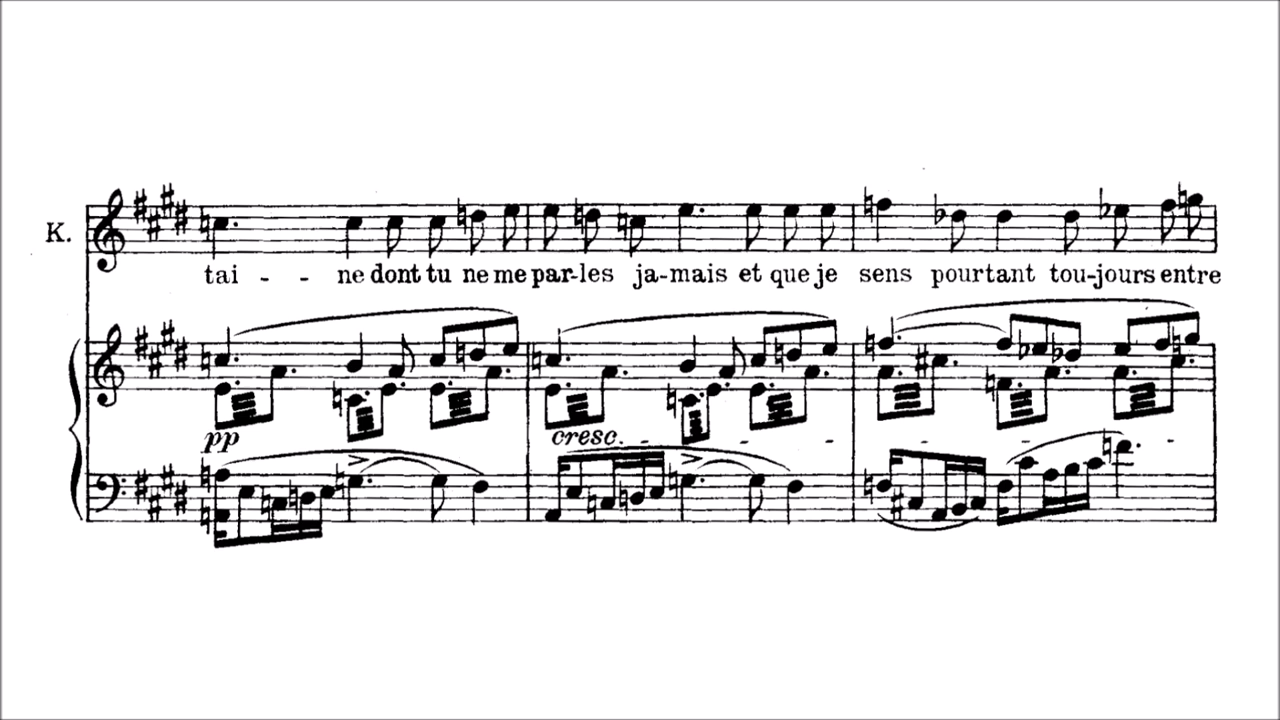 K.
tai - - ne dont tu ne me par-les ja-mais et que je sens pourtant tou-jours entre
pp cresc. - - - - - -